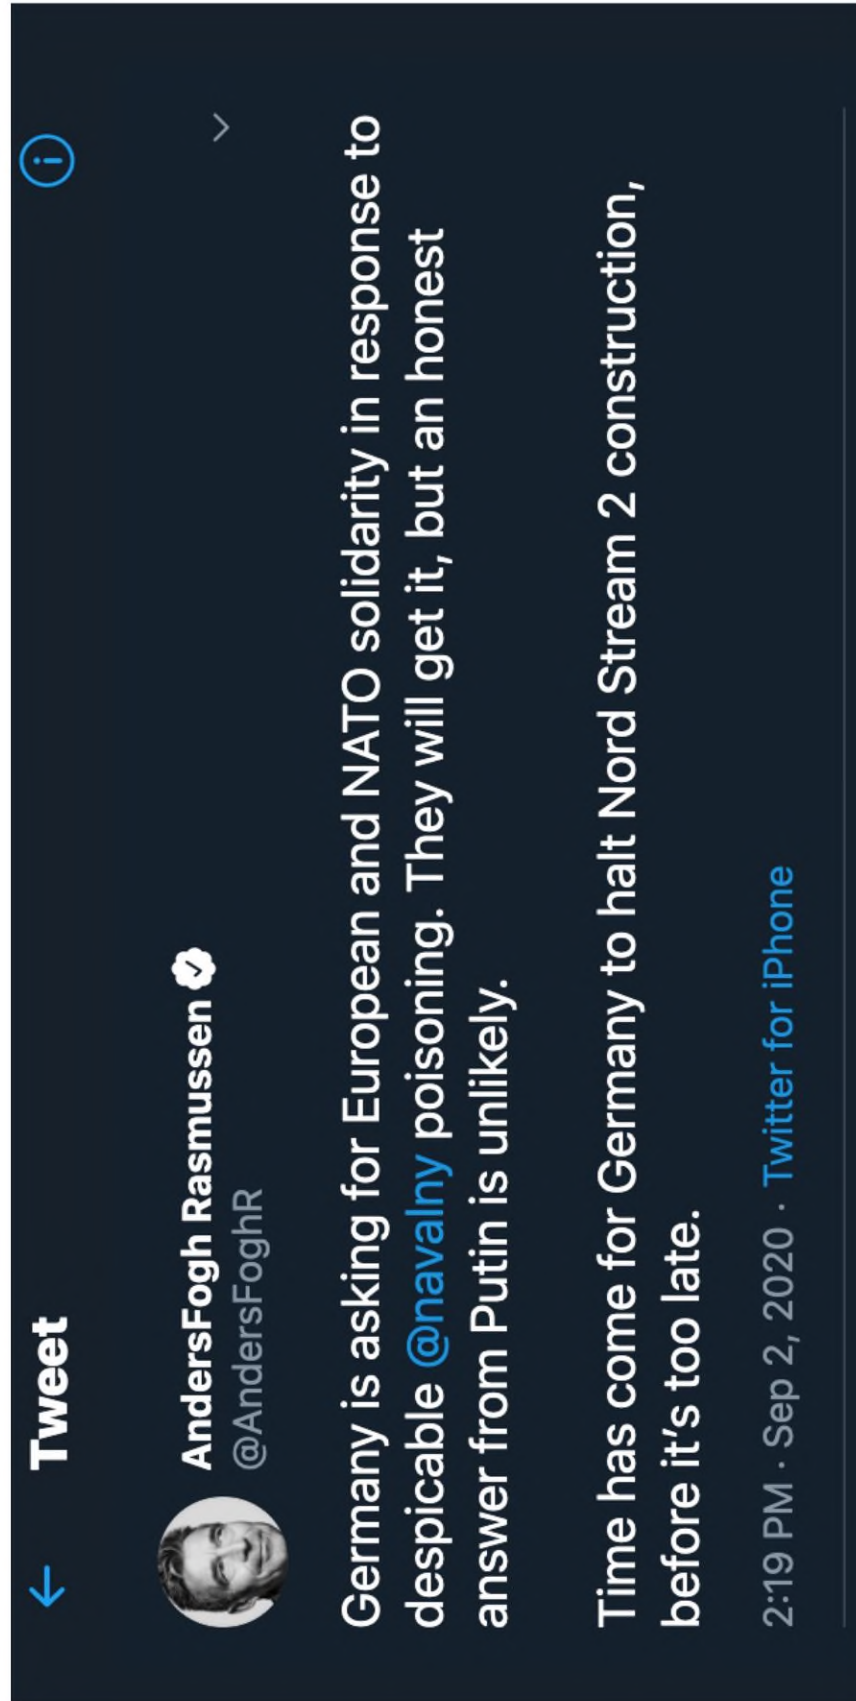 Tweet
AndersFogh Rasmussen
@AndersFoghR
Germany is asking for European and NATO solidarity in response to
despicable @navalny poisoning. They will get it, but an honest
answer from Putin is unlikely.
Time has come for Germany to halt Nord Stream 2 construction,
before it's too late.
2:19 PM · Sep 2, 2020 · Twitter for iPhone